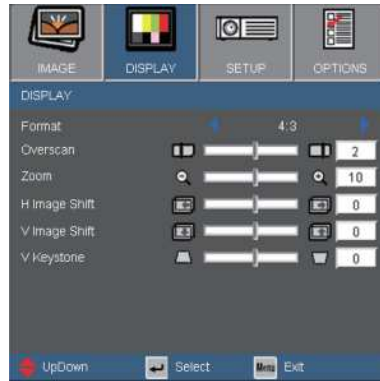 IMAGE DISPLAY SETUP OPTIONS
DISPLAY
Format 4:3
Overscan 2
Zoom 10
H Image Shift 0
V Image Shift 0
V Keystone 0
UpDown Select Menu Exit